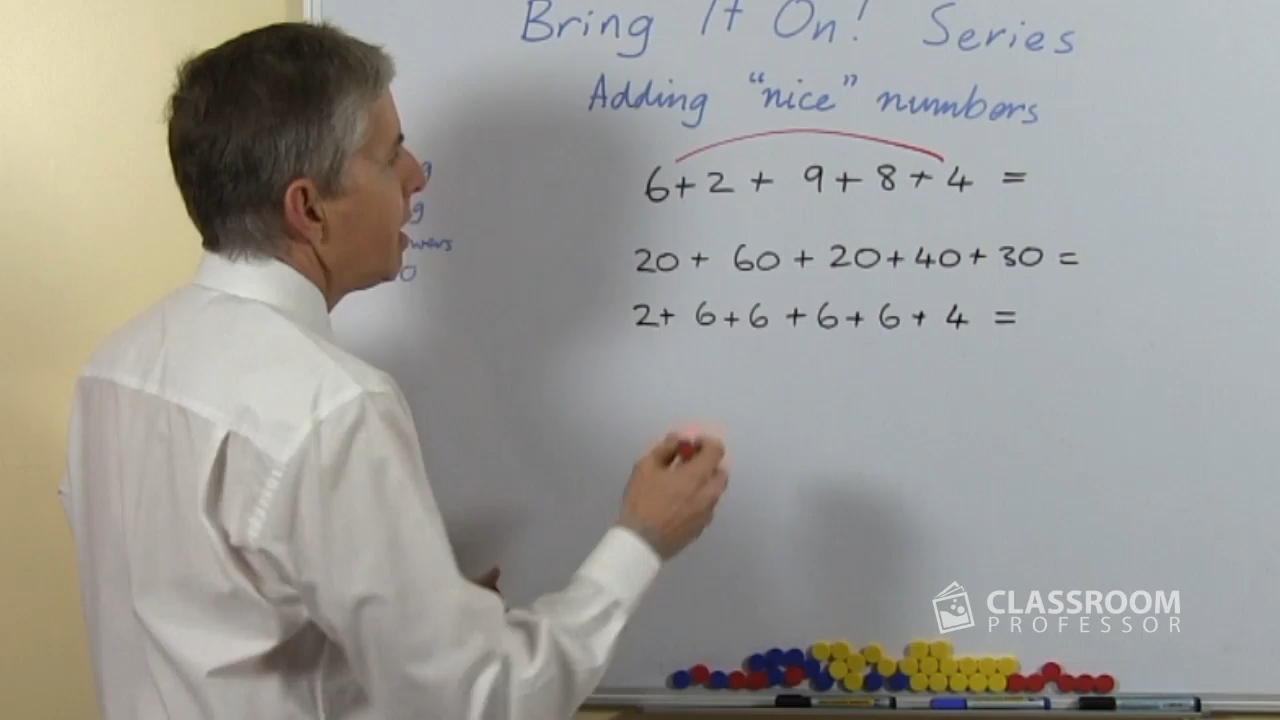 Bring It On! Series
Adding "nice" numbers
6+2 + 9+8+4 =
20+ 60+20+40+30=
2+ 6+6 +6+6+4 =
CLASSROOM
PROFESSOR